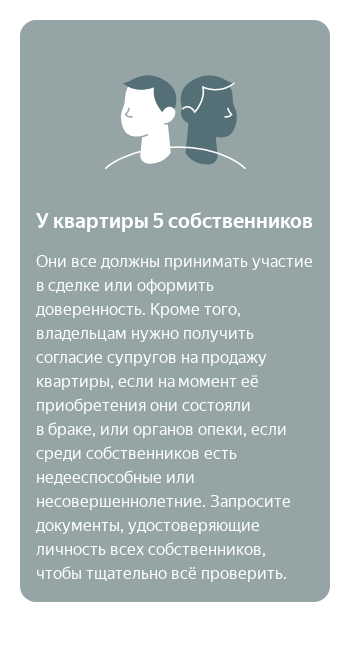 У квартиры 5 собственников
Они все должны принимать участие
в сделке или оформить
доверенность. Кроме того,
владельцам нужно получить
согласие супругов на продажу
квартиры, если на момент её
приобретения они состояли
в браке, или органов опеки, если
среди собственников есть
недееспособные или
несовершеннолетние. Запросите
документы, удостоверяющие
личность всех собственников,
чтобы тщательно всё проверить.